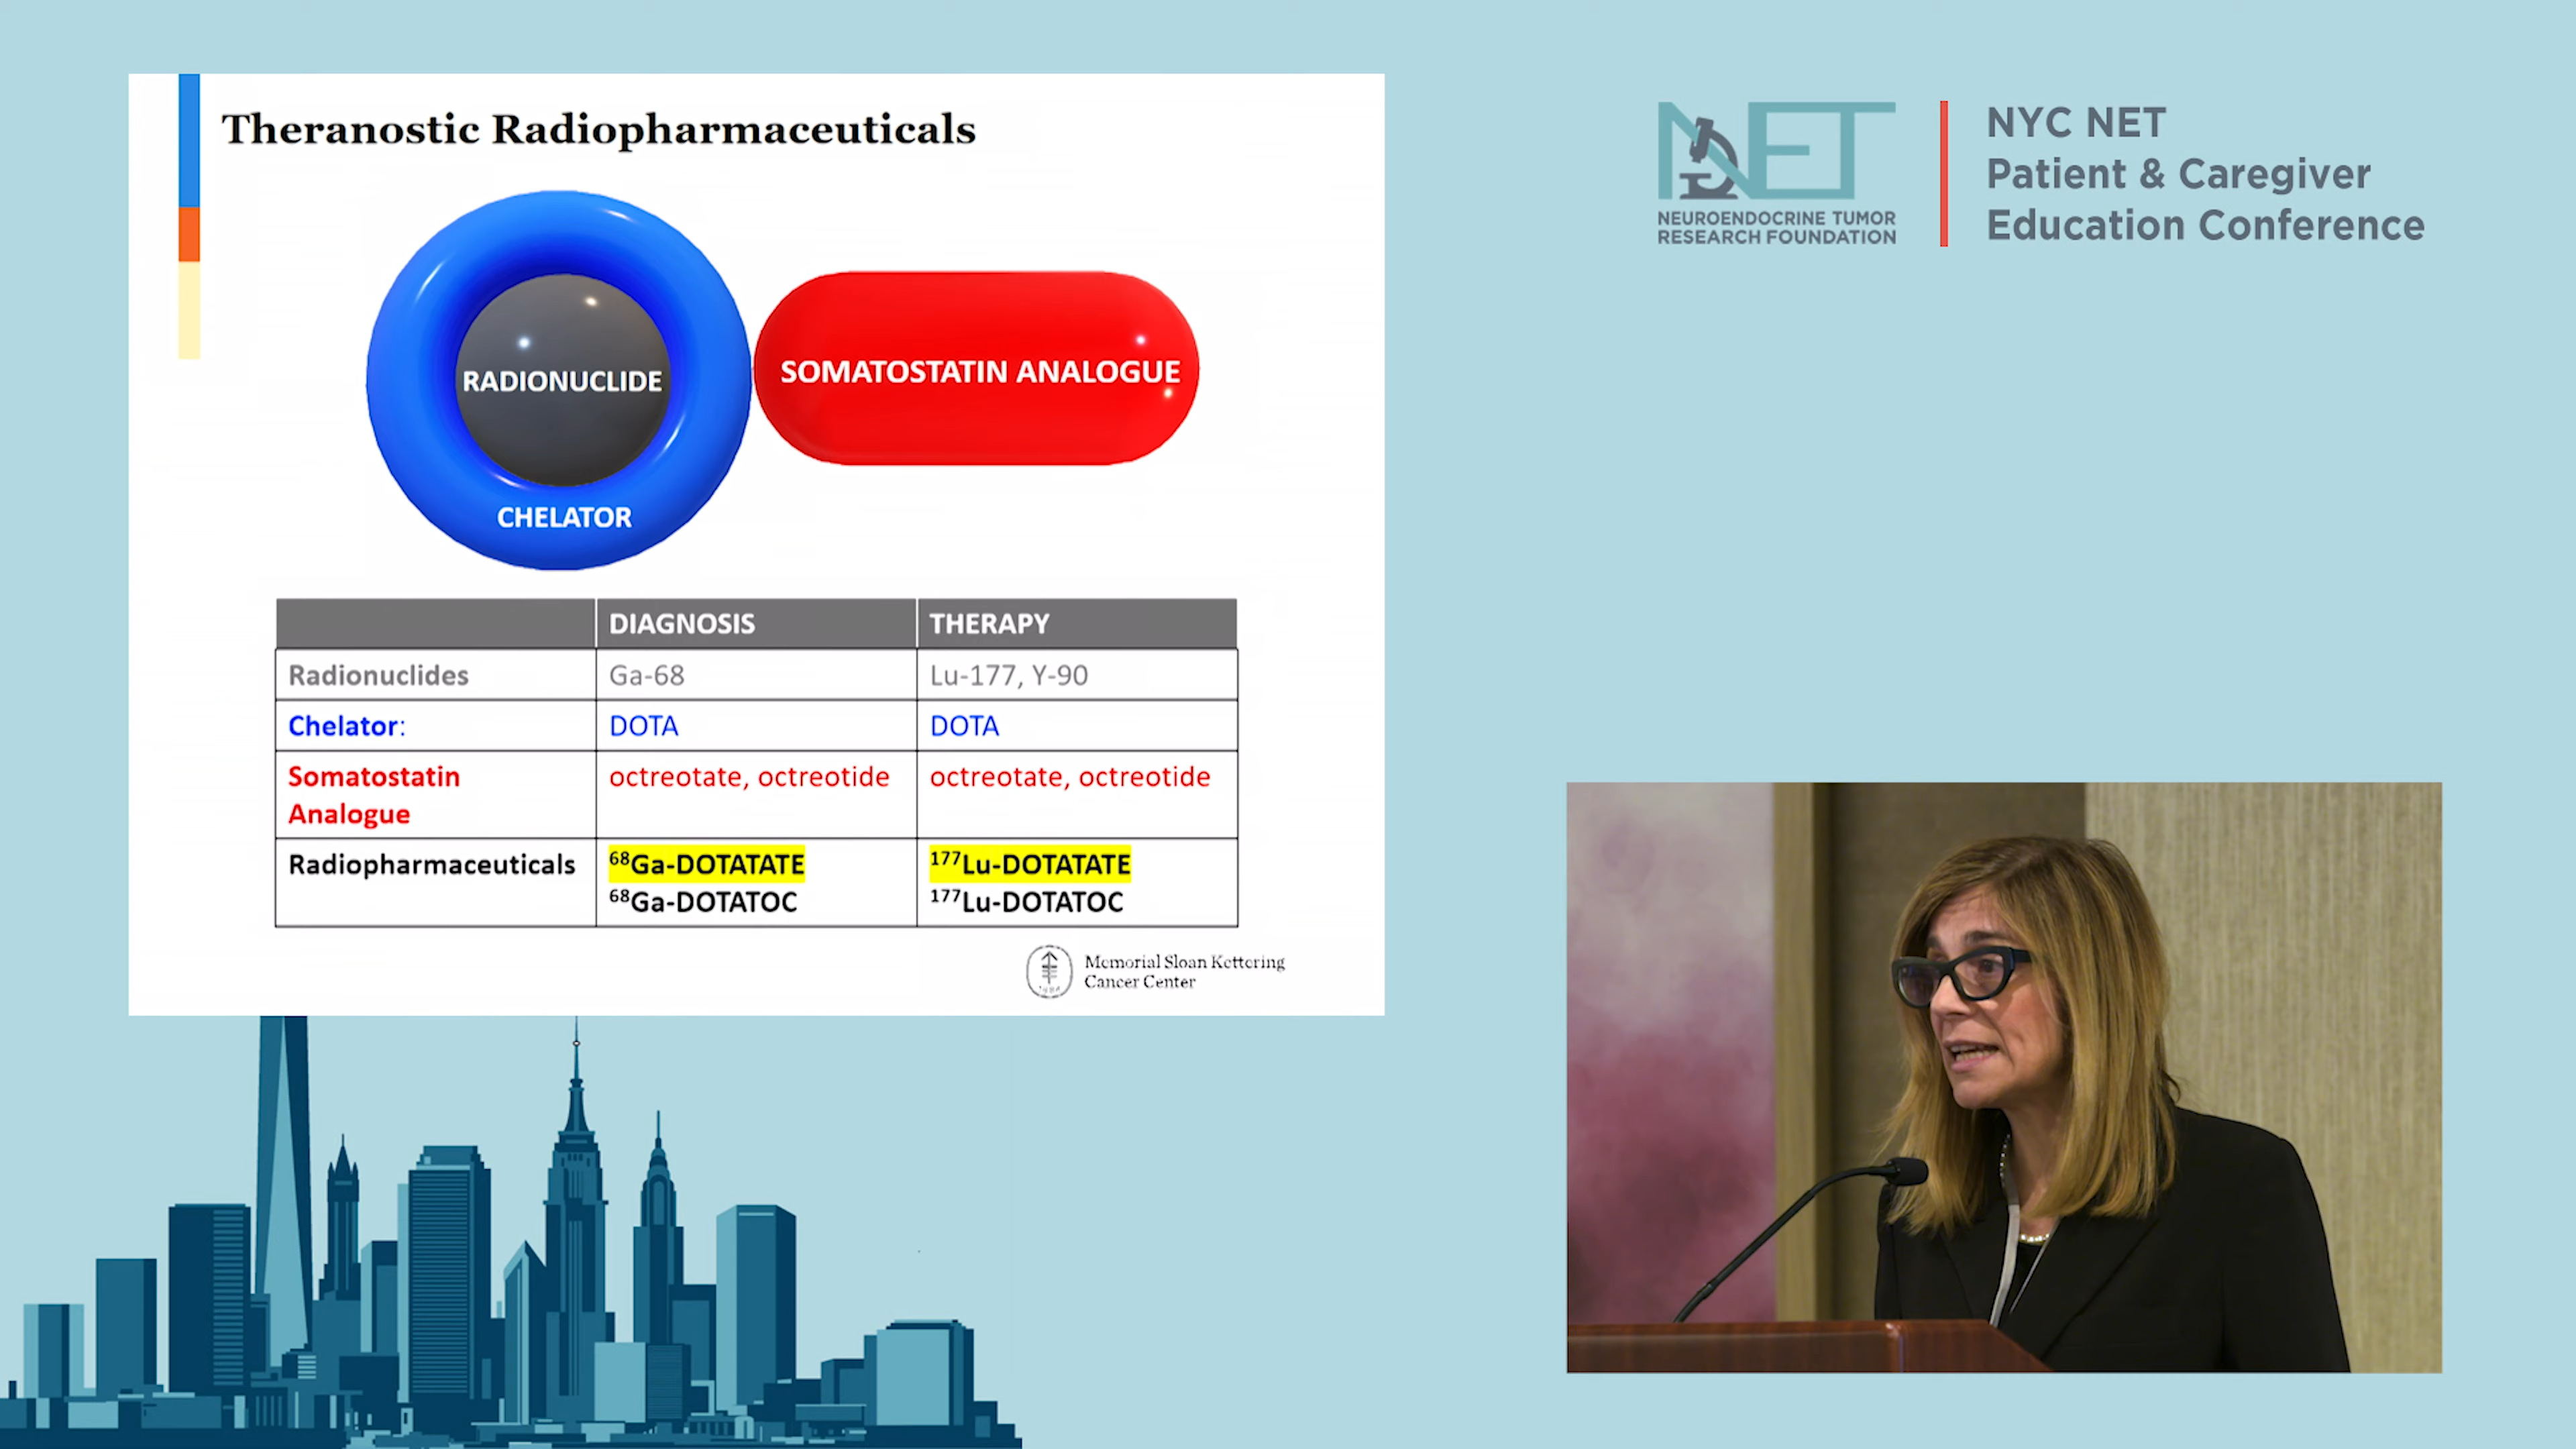 Theranostic Radiopharmaceuticals
RADIONUCLIDE
CHELATOR
SOMATOSTATIN ANALOGUE
DIAGNOSIS THERAPY
Radionuclides Ga-68 Lu-177, Y-90
Chelator: DOTA DOTA
Somatostatin Analogue octreotate, octreotide octreotate, octreotide
Radiopharmaceuticals ⁶⁸Ga-DOTATATE ¹⁷⁷Lu-DOTATATE
⁶⁸Ga-DOTATOC ¹⁷⁷Lu-DOTATOC
Memorial Sloan Kettering
Cancer Center
NET
NEUROENDOCRINE TUMOR
RESEARCH FOUNDATION
NYC NET
Patient & Caregiver
Education Conference